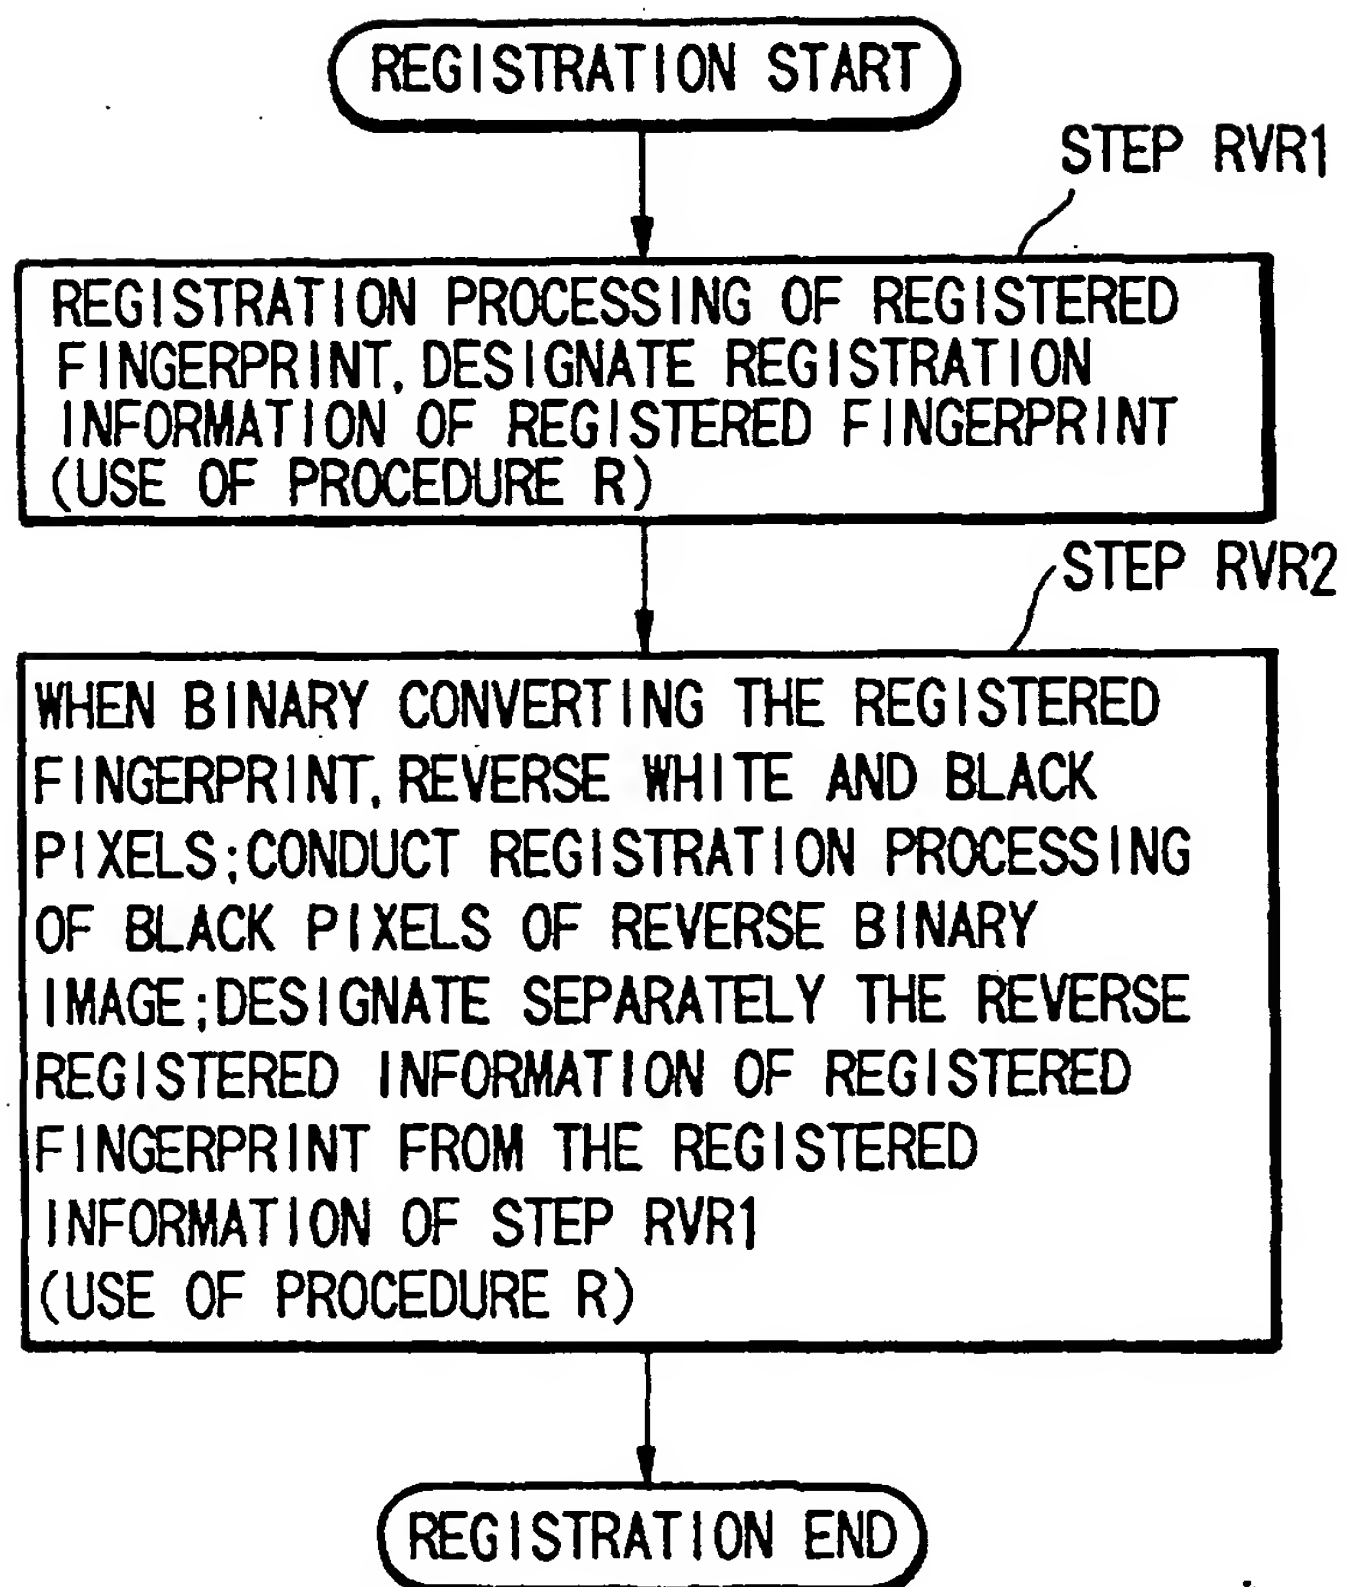 REGISTRATION START
STEP RVR1
REGISTRATION PROCESSING OF REGISTERED
FINGERPRINT, DESIGNATE REGISTRATION
INFORMATION OF REGISTERED FINGERPRINT
(USE OF PROCEDURE R)
STEP RVR2
WHEN BINARY CONVERTING THE REGISTERED
FINGERPRINT, REVERSE WHITE AND BLACK
PIXELS;CONDUCT REGISTRATION PROCESSING
OF BLACK PIXELS OF REVERSE BINARY
IMAGE;DESIGNATE SEPARATELY THE REVERSE
REGISTERED INFORMATION OF REGISTERED
FINGERPRINT FROM THE REGISTERED
INFORMATION OF STEP RVR1
(USE OF PROCEDURE R)
REGISTRATION END